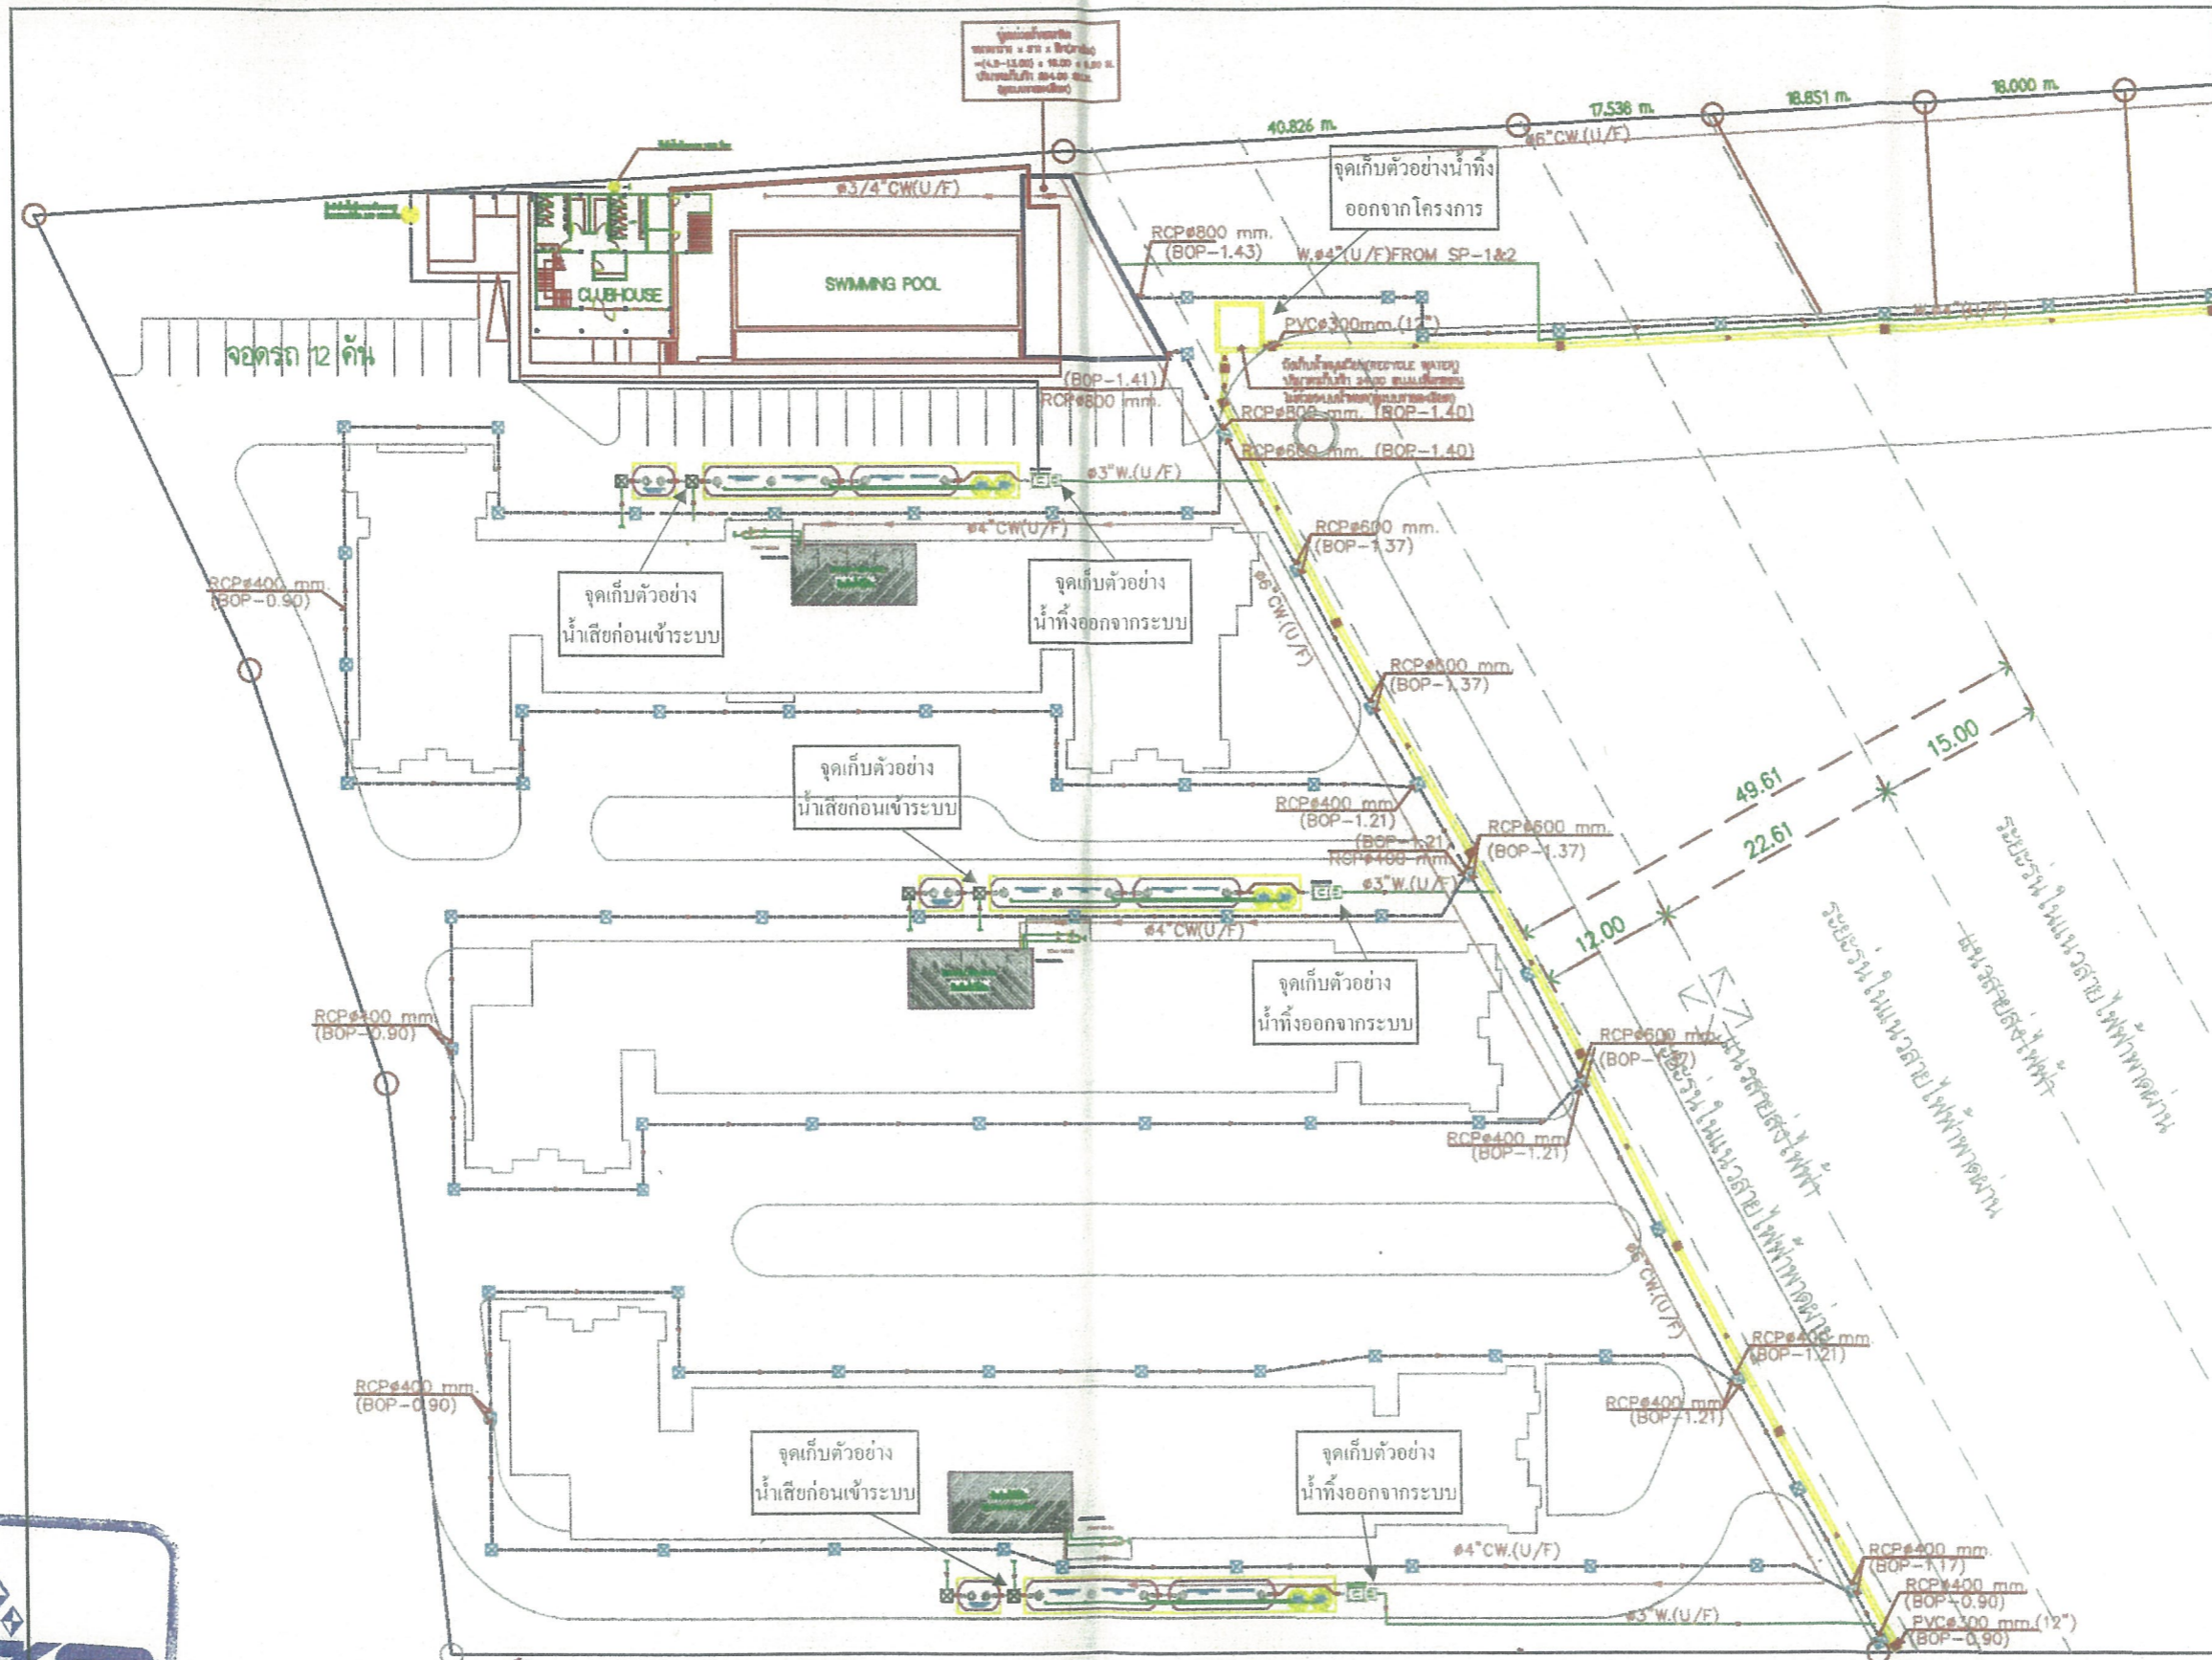 40.826 m.
17.538 m.
18.851 m.
18.000 m.
ø6"CW.(U/F)
ø3/4"CW(U/F)
จุดเก็บตัวอย่างน้ำทิ้ง
ออกจากโครงการ
RCPø800 mm.
(BOP-1.43)
W.ø4"(U/F)FROM SP-1&2
CLUBHOUSE
SWIMMING POOL
PVCø300mm.(12")
W.ø4"(U/F)
จอดรถ 12 คัน
(BOP-1.41)
RCPø800 mm.
RCPø800 mm. (BOP-1.40)
RCPø600 mm. (BOP-1.40)
ø3"W.(U/F)
ø4"CW(U/F)
RCPø600 mm.
(BOP-1.37)
RCPø400 mm.
(BOP-0.90)
จุดเก็บตัวอย่าง
น้ำเสียก่อนเข้าระบบ
จุดเก็บตัวอย่าง
น้ำทิ้งออกจากระบบ
ø6"CW.(U/F)
RCPø600 mm.
(BOP-1.37)
จุดเก็บตัวอย่าง
น้ำเสียก่อนเข้าระบบ
15.00
49.61
22.61
12.00
RCPø400 mm
(BOP-1.21)
(BOP-1.21)
RCPø400 mm.
RCPø600 mm.
(BOP-1.37)
ø3"W.(U/F)
ø4"CW(U/F)
จุดเก็บตัวอย่าง
น้ำทิ้งออกจากระบบ
ระยะร่นในแนวสายไฟฟ้าพาดผ่าน
แนวสายส่งไฟฟ้า
ระยะร่นในแนวสายไฟฟ้าพาดผ่าน
แนวสายส่งไฟฟ้า
ระยะร่นในแนวสายไฟฟ้าพาดผ่าน
RCPø400 mm
(BOP-0.90)
RCPø600 mm.
(BOP-1.37)
RCPø400 mm
(BOP-1.21)
ø6"CW.(U/F)
RCPø400 mm.
(BOP-1.21)
RCPø400 mm
(BOP-1.21)
RCPø400 mm.
(BOP-0.90)
จุดเก็บตัวอย่าง
น้ำเสียก่อนเข้าระบบ
จุดเก็บตัวอย่าง
น้ำทิ้งออกจากระบบ
ø4"CW.(U/F)
ø3"W.(U/F)
RCPø400 mm.
(BOP-1.17)
RCPø400 mm
(BOP-0.90)
PVCø300 mm.(12")
(BOP-0.90)